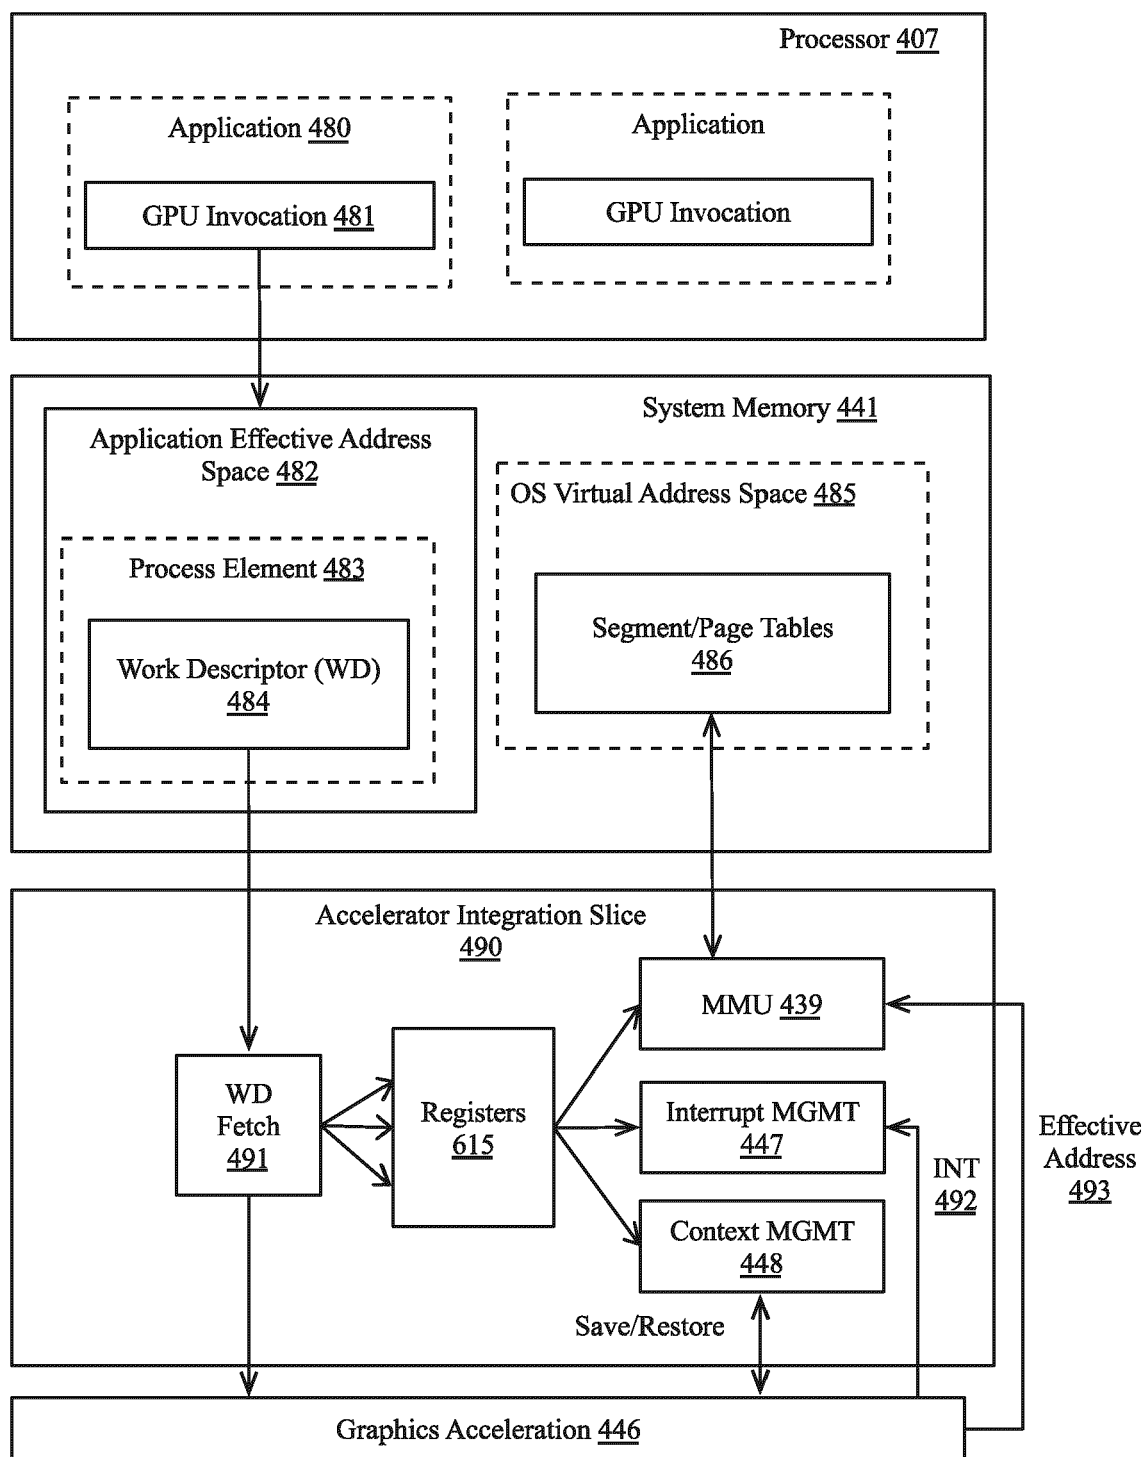 Processor 407
Application 480
Application
GPU Invocation 481
GPU Invocation
System Memory 441
Application Effective Address
Space 482
OS Virtual Address Space 485
Process Element 483
Segment/Page Tables
486
Work Descriptor (WD)
484
Accelerator Integration Slice
490
MMU 439
WD
Fetch
491
Registers
615
Interrupt MGMT
447
Effective
Address
493
INT
492
Context MGMT
448
Save/Restore
Graphics Acceleration 446